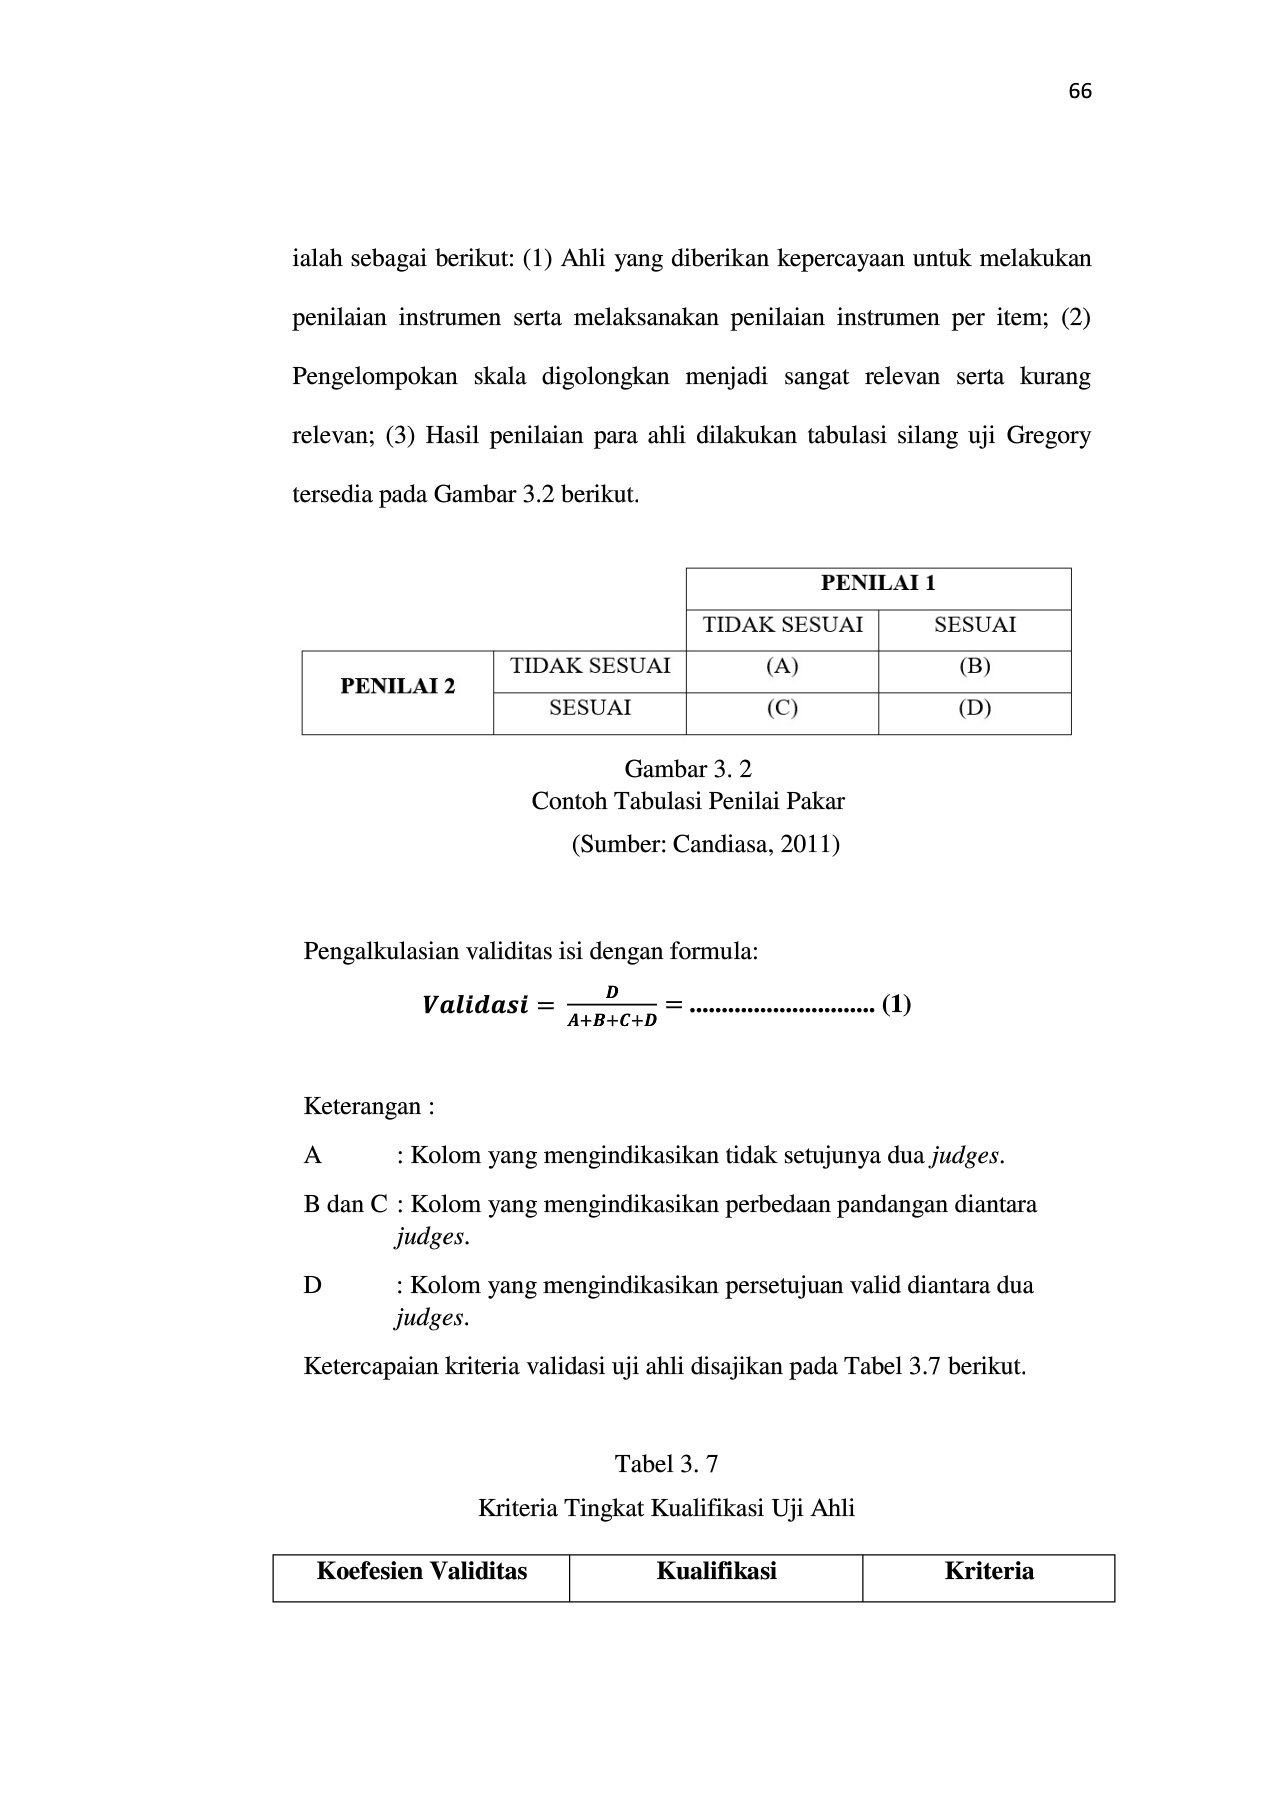 66
ialah sebagai berikut: (1) Ahli yang diberikan kepercayaan untuk melakukan
penilaian instrumen serta melaksanakan penilaian instrumen per item; (2)
Pengelompokan skala digolongkan menjadi sangat relevan serta kurang
relevan; (3) Hasil penilaian para ahli dilakukan tabulasi silang uji Gregory
tersedia pada Gambar 3.2 berikut.
PENILAI 1
TIDAK SESUAI SESUAI
PENILAI 2 TIDAK SESUAI (A) (B)
SESUAI (C) (D)
Gambar 3. 2
Contoh Tabulasi Penilai Pakar
(Sumber: Candiasa, 2011)
Pengalkulasian validitas isi dengan formula:
Validasi = D / A+B+C+D = ............................. (1)
Keterangan :
A : Kolom yang mengindikasikan tidak setujunya dua judges.
B dan C : Kolom yang mengindikasikan perbedaan pandangan diantara
judges.
D : Kolom yang mengindikasikan persetujuan valid diantara dua
judges.
Ketercapaian kriteria validasi uji ahli disajikan pada Tabel 3.7 berikut.
Tabel 3. 7
Kriteria Tingkat Kualifikasi Uji Ahli
Koefesien Validitas Kualifikasi Kriteria